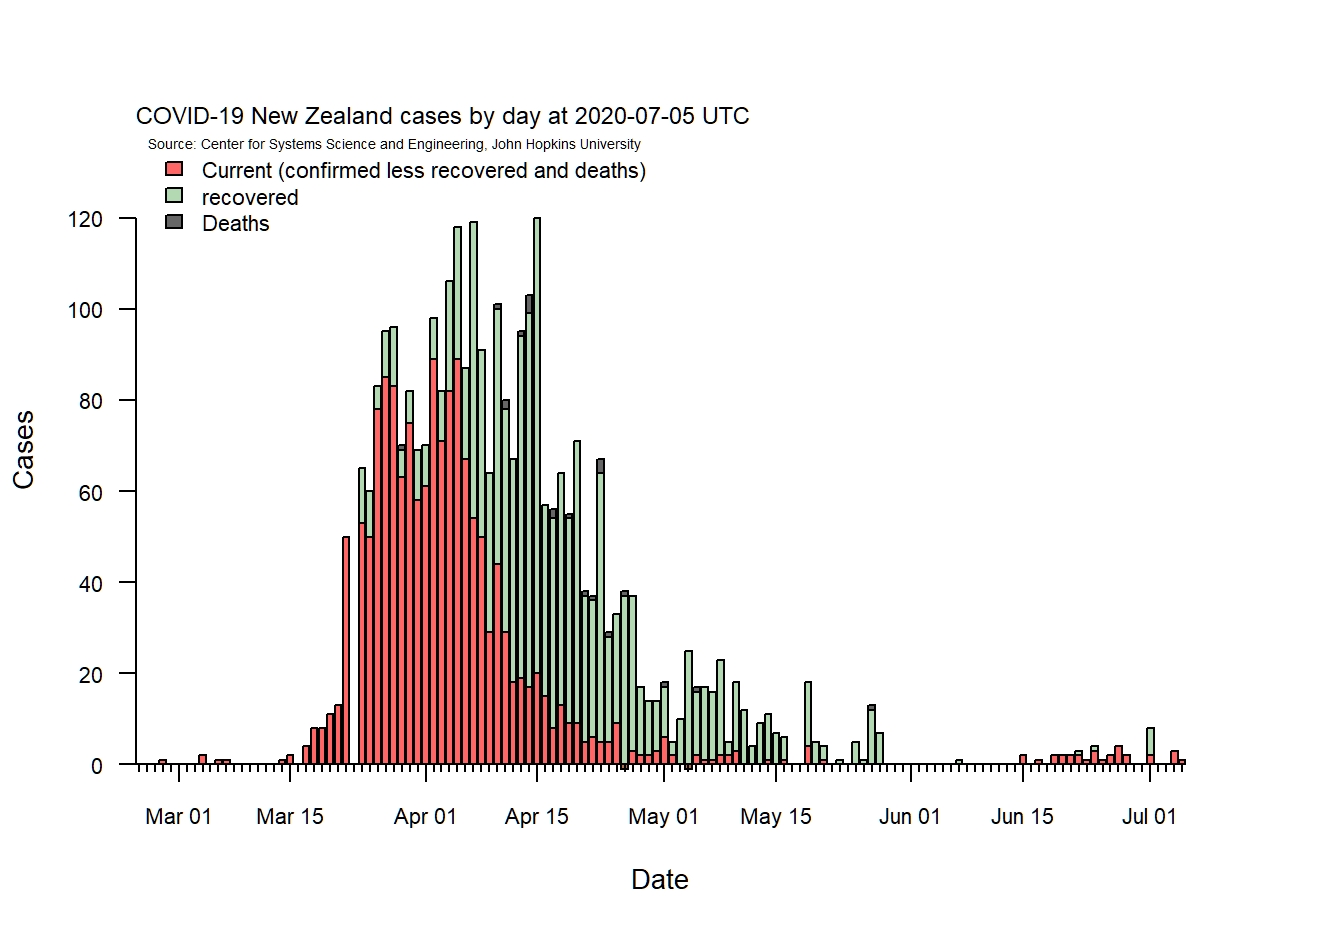 COVID-19 New Zealand cases by day at 2020-07-05 UTC
Source: Center for Systems Science and Engineering, John Hopkins University
Current (confirmed less recovered and deaths)
recovered
Deaths
120
100
80
60
40
20
0
Cases
Mar 01 Mar 15 Apr 01 Apr 15 May 01 May 15 Jun 01 Jun 15 Jul 01
Date